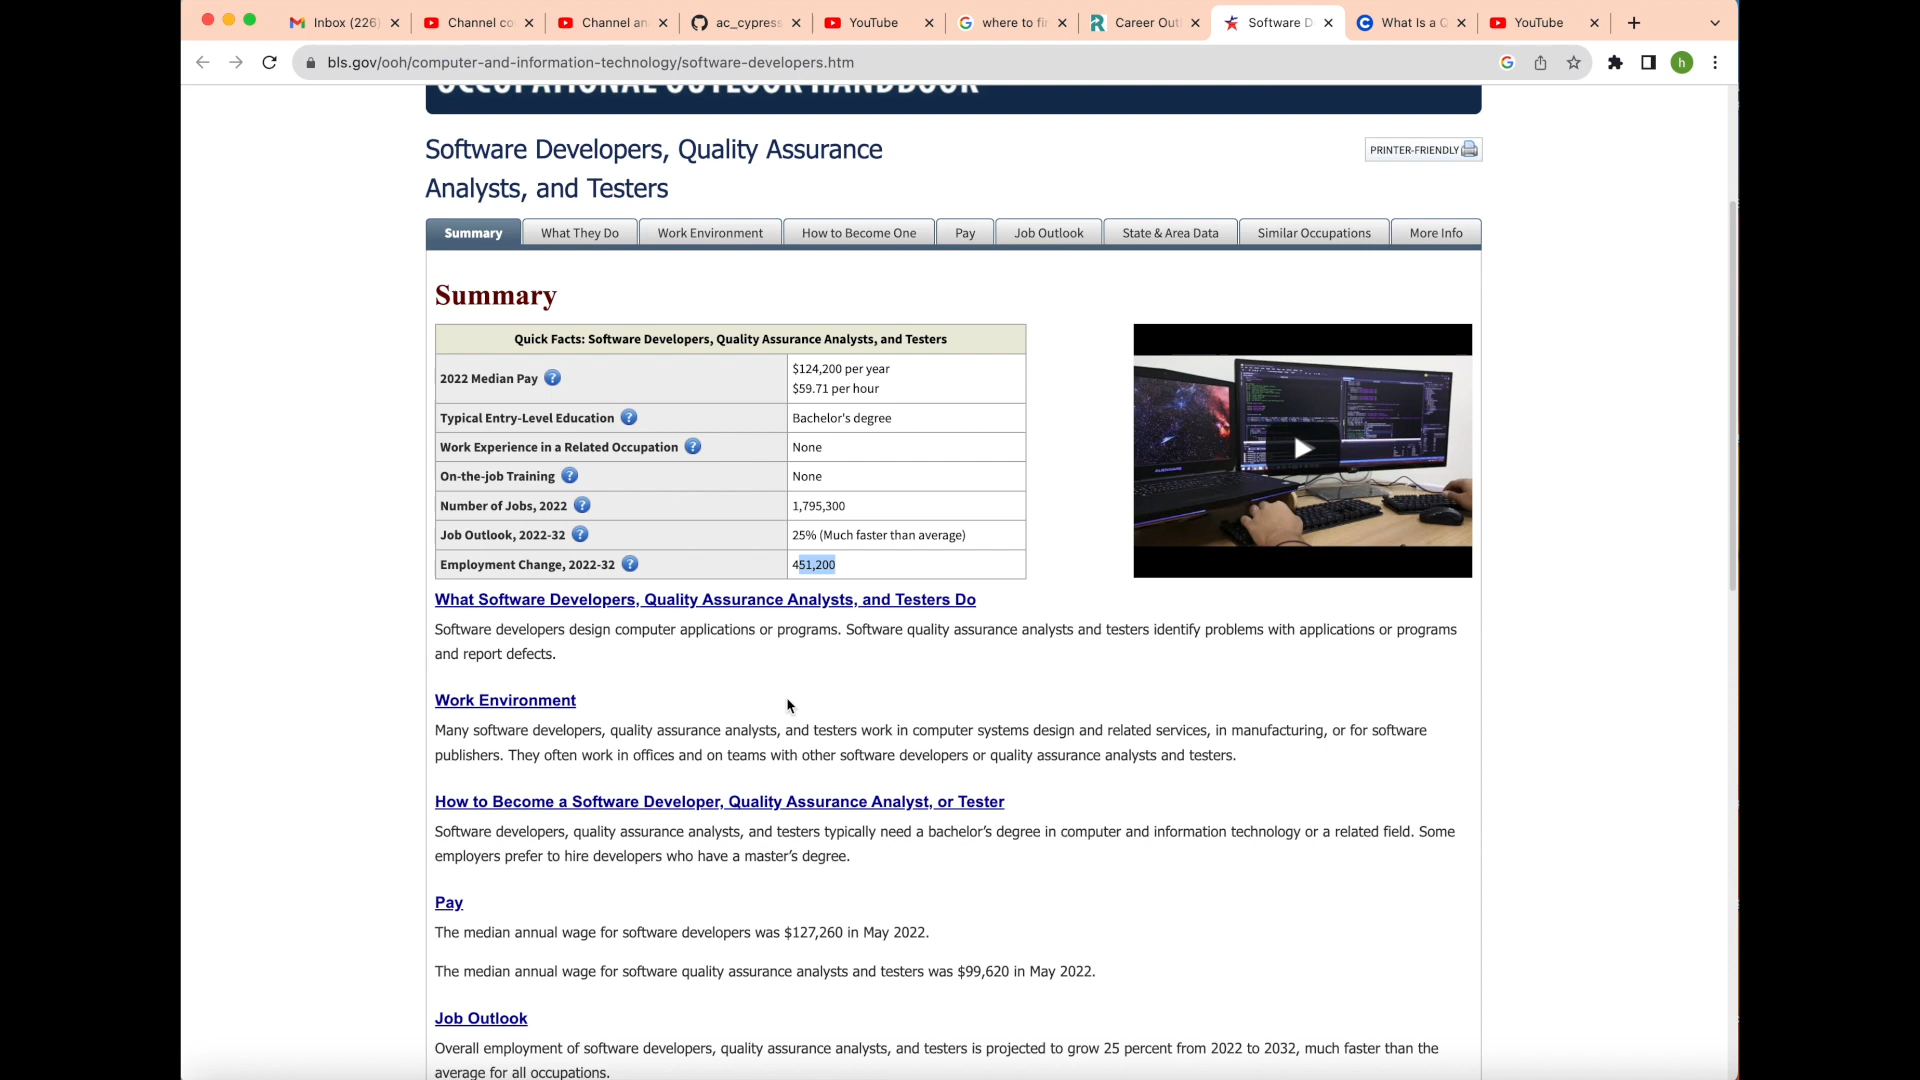 Inbox (226
Channel co
Channel an
ac_cypress
YouTube
where to fi
Career Out
Software D
What Is a Q
YouTube
bls.gov/ooh/computer-and-information-technology/software-developers.htm
h
OCCUPATIONAL OUTLOOK HANDBOOK
Software Developers, Quality Assurance
Analysts, and Testers
PRINTER-FRIENDLY
Summary
What They Do
Work Environment
How to Become One
Pay
Job Outlook
State & Area Data
Similar Occupations
More Info
Summary
Quick Facts: Software Developers, Quality Assurance Analysts, and Testers
2022 Median Pay
$124,200 per year
$59.71 per hour
Typical Entry-Level Education
Bachelor's degree
Work Experience in a Related Occupation
None
On-the-job Training
None
Number of Jobs, 2022
1,795,300
Job Outlook, 2022-32
25% (Much faster than average)
Employment Change, 2022-32
451,200
What Software Developers, Quality Assurance Analysts, and Testers Do
Software developers design computer applications or programs. Software quality assurance analysts and testers identify problems with applications or programs
and report defects.
Work Environment
Many software developers, quality assurance analysts, and testers work in computer systems design and related services, in manufacturing, or for software
publishers. They often work in offices and on teams with other software developers or quality assurance analysts and testers.
How to Become a Software Developer, Quality Assurance Analyst, or Tester
Software developers, quality assurance analysts, and testers typically need a bachelor's degree in computer and information technology or a related field. Some
employers prefer to hire developers who have a master's degree.
Pay
The median annual wage for software developers was $127,260 in May 2022.
The median annual wage for software quality assurance analysts and testers was $99,620 in May 2022.
Job Outlook
Overall employment of software developers, quality assurance analysts, and testers is projected to grow 25 percent from 2022 to 2032, much faster than the
average for all occupations.